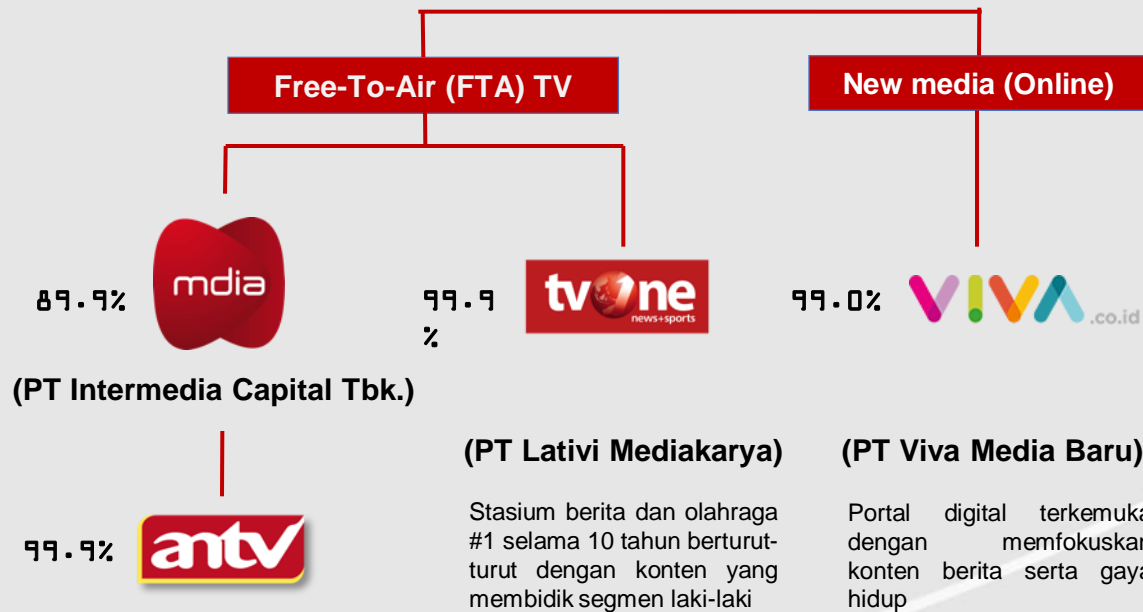 Free-To-Air (FTA) TV
New media (Online)
89.9%
mdia
99.9
%
tvOne
news+sports
99.0%
VIVA.co.id
(PT Intermedia Capital Tbk.)
99.9%
antv
(PT Lativi Mediakarya)
Stasium berita dan olahraga
#1 selama 10 tahun berturut-
turut dengan konten yang
membidik segmen laki-laki
(PT Viva Media Baru)
Portal digital terkemuka
dengan memfokuskan
konten berita serta gaya
hidup